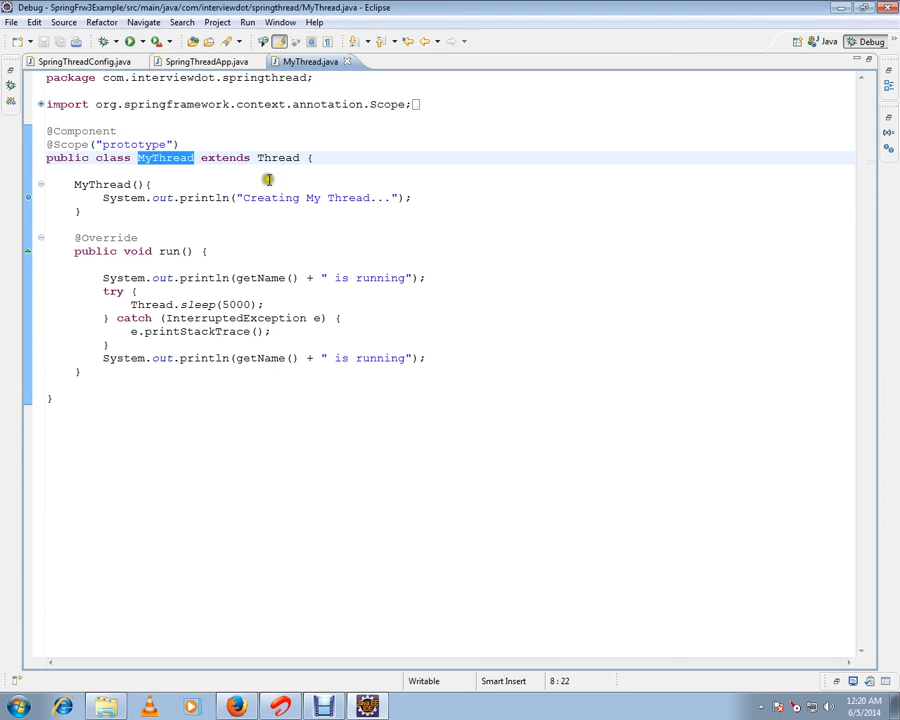 Debug - SpringFrw3Example/src/main/java/com/interviewdot/springthread/MyThread.java - Eclipse
File Edit Source Refactor Navigate Search Project Run Window Help
Java Debug
SpringThreadConfig.java SpringThreadApp.java MyThread.java
package com.interviewdot.springthread;
import org.springframework.context.annotation.Scope;
@Component
@Scope("prototype")
public class MyThread extends Thread {
MyThread(){
System.out.println("Creating My Thread...");
}
@Override
public void run() {
System.out.println(getName() + " is running");
try {
Thread.sleep(5000);
} catch (InterruptedException e) {
e.printStackTrace();
}
System.out.println(getName() + " is running");
}
}
Writable Smart Insert 8 : 22
12:20 AM
6/5/2014